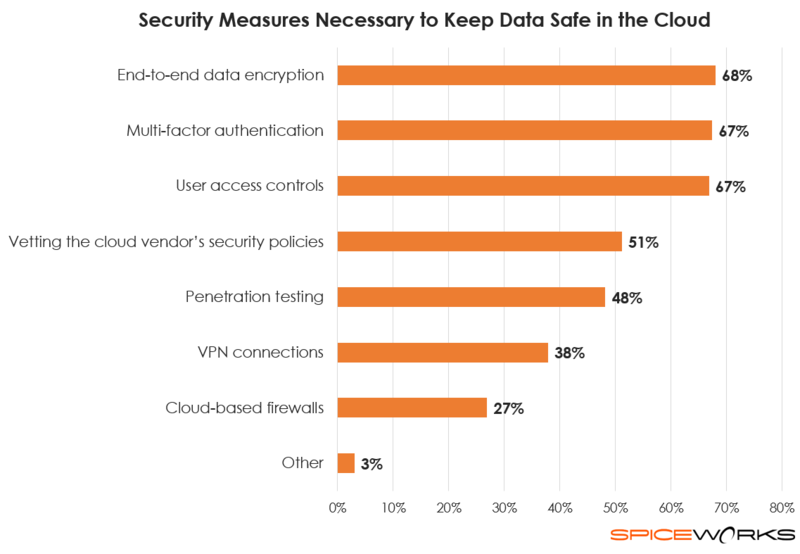 Security Measures Necessary to Keep Data Safe in the Cloud
End-to-end data encryption 68%
Multi-factor authentication 67%
User access controls 67%
Vetting the cloud vendor's security policies 51%
Penetration testing 48%
VPN connections 38%
Cloud-based firewalls 27%
Other 3%
0% 10% 20% 30% 40% 50% 60% 70% 80%
SPICEWORKS